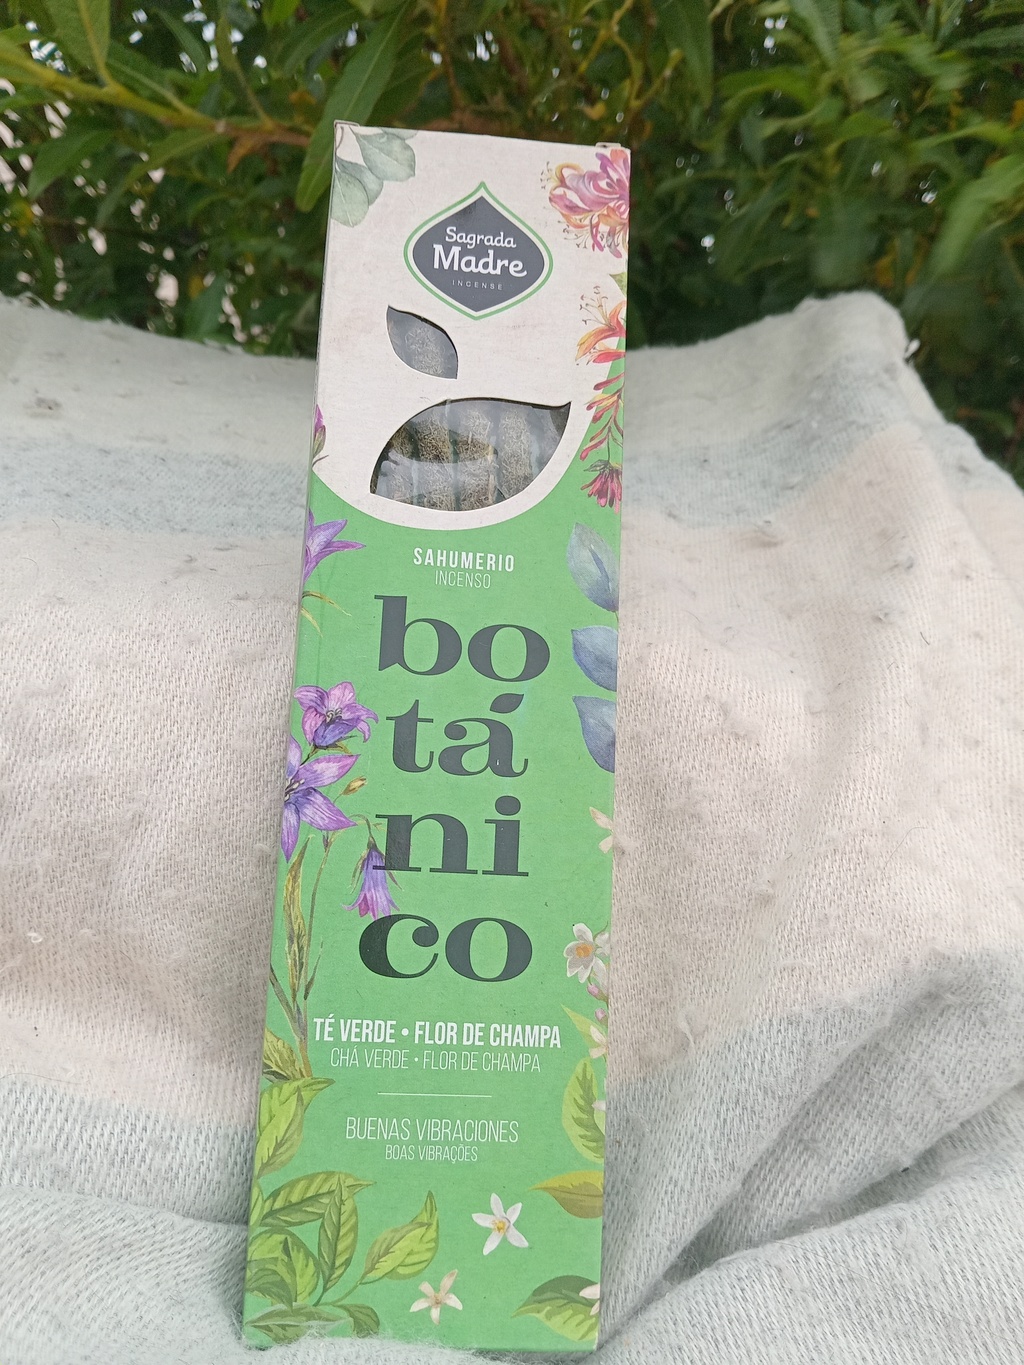 Sagrada
Madre
INCENSE
SAHUMERIO
INCENSO
bo
tá
ni
co
TÉ VERDE • FLOR DE CHAMPA
CHÁ VERDE • FLOR DE CHAMPA
BUENAS VIBRACIONES
BOAS VIBRAÇÕES